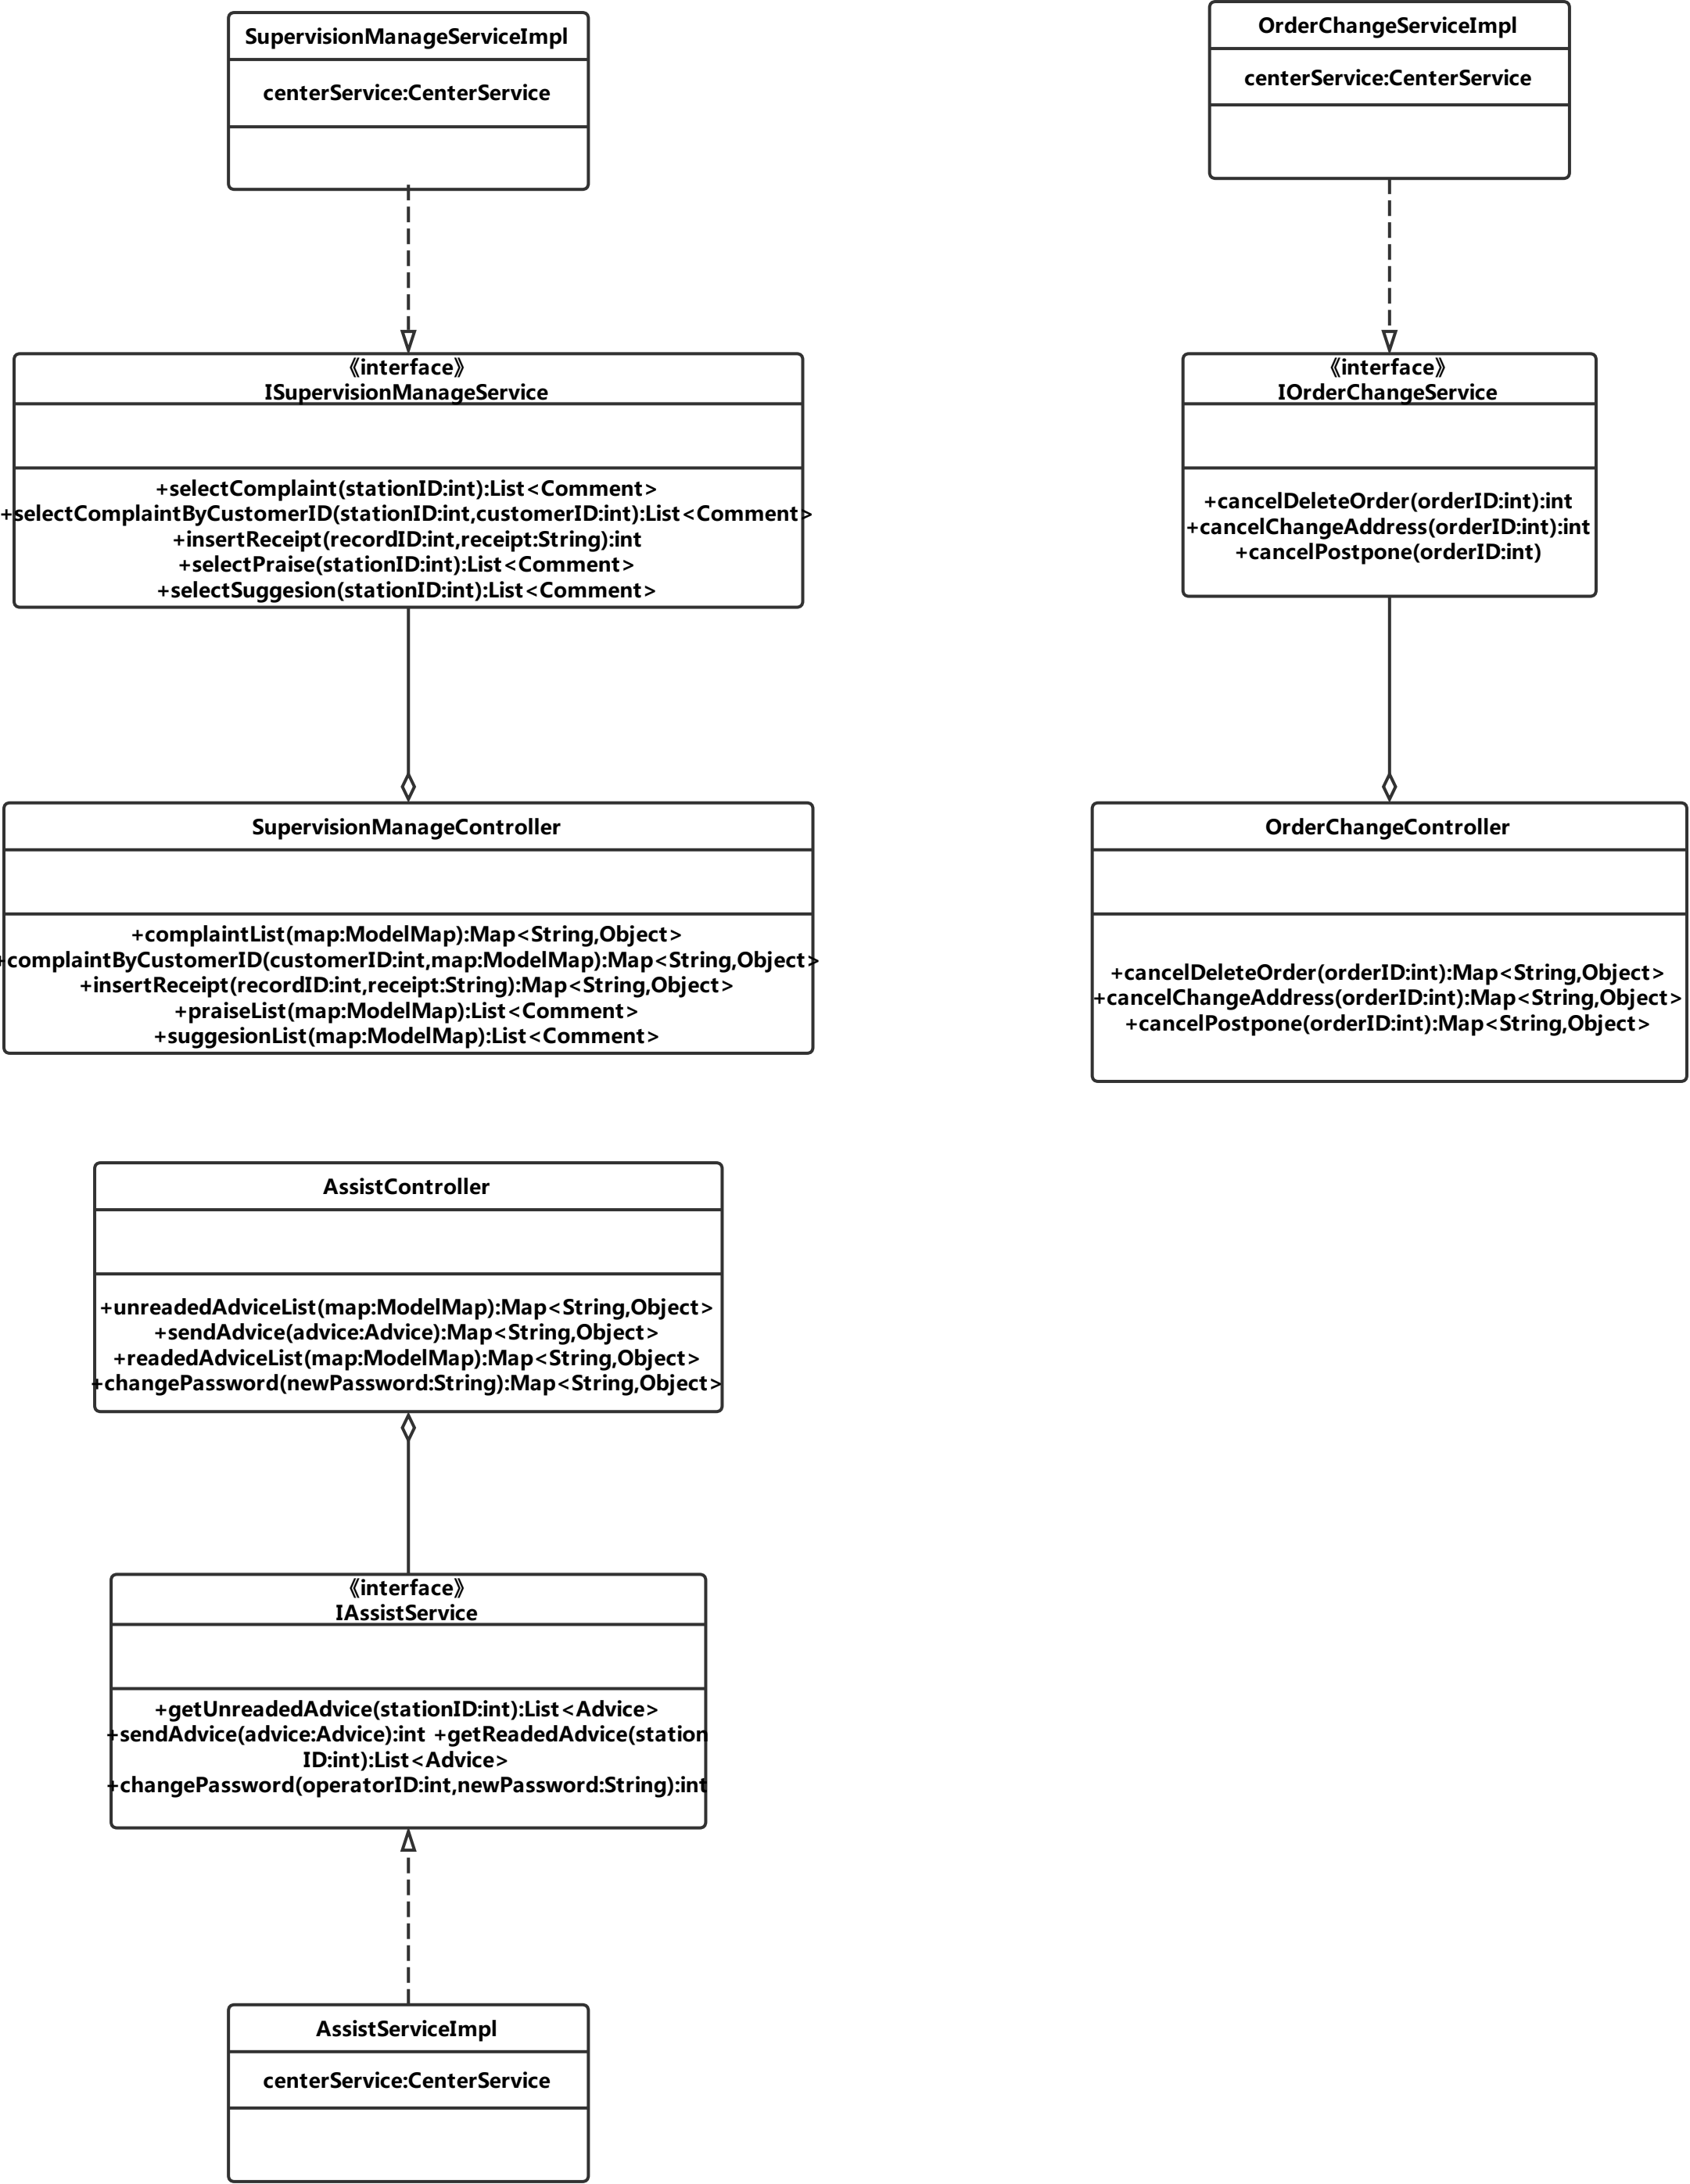 SupervisionManageServiceImpl
centerService:CenterService
OrderChangeServiceImpl
centerService:CenterService
《interface》
ISupervisionManageService
+selectComplaint(stationID:int):List<Comment>
+selectComplaintByCustomerID(stationID:int,customerID:int):List<Comment>
+insertReceipt(recordID:int,receipt:String):int
+selectPraise(stationID:int):List<Comment>
+selectSuggesion(stationID:int):List<Comment>
《interface》
IOrderChangeService
+cancelDeleteOrder(orderID:int):int
+cancelChangeAddress(orderID:int):int
+cancelPostpone(orderID:int)
SupervisionManageController
+complaintList(map:ModelMap):Map<String,Object>
+complaintByCustomerID(customerID:int,map:ModelMap):Map<String,Object>
+insertReceipt(recordID:int,receipt:String):Map<String,Object>
+praiseList(map:ModelMap):List<Comment>
+suggesionList(map:ModelMap):List<Comment>
OrderChangeController
+cancelDeleteOrder(orderID:int):Map<String,Object>
+cancelChangeAddress(orderID:int):Map<String,Object>
+cancelPostpone(orderID:int):Map<String,Object>
AssistController
+unreadedAdviceList(map:ModelMap):Map<String,Object>
+sendAdvice(advice:Advice):Map<String,Object>
+readedAdviceList(map:ModelMap):Map<String,Object>
+changePassword(newPassword:String):Map<String,Object>
《interface》
IAssistService
+getUnreadedAdvice(stationID:int):List<Advice>
+sendAdvice(advice:Advice):int +getReadedAdvice(station
ID:int):List<Advice>
+changePassword(operatorID:int,newPassword:String):int
AssistServiceImpl
centerService:CenterService